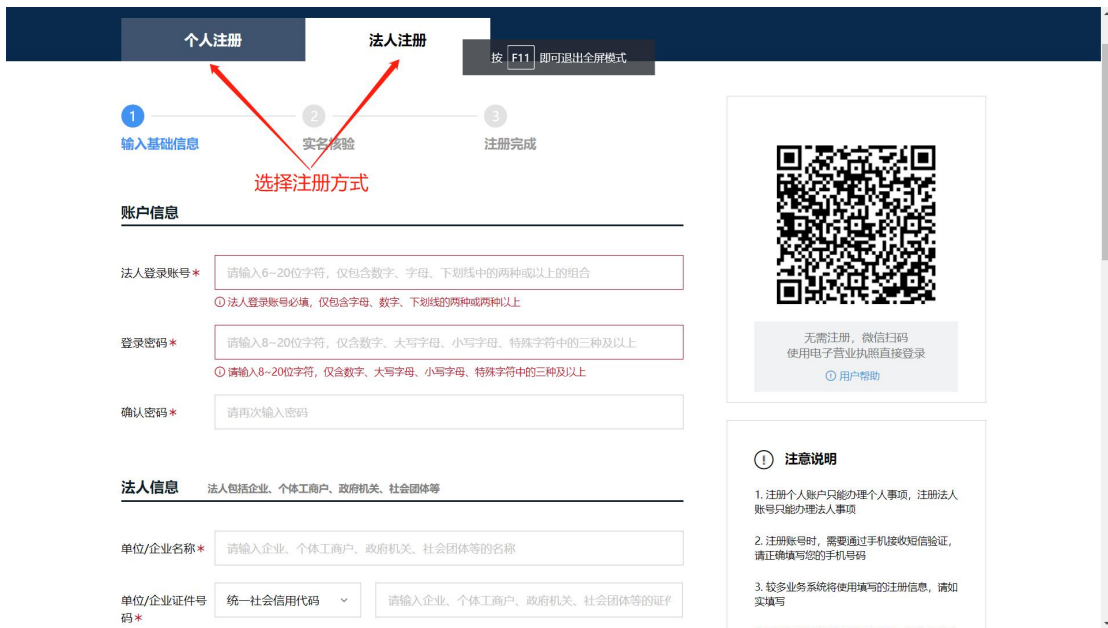 个人注册
法人注册
按 F11 即可退出全屏模式
1
2
3
输入基础信息
实名核验
注册完成
选择注册方式
账户信息
法人登录账号*
请输入6~20位字符，仅包含数字、字母、下划线中的两种或以上的组合
法人登录账号必填，仅包含字母、数字、下划线的两种或两种以上
登录密码*
请输入8~20位字符，仅含数字、大写字母、小写字母、特殊字符中的三种及以上
请输入8~20位字符，仅含数字、大写字母、小写字母、特殊字符中的三种及以上
确认密码*
请再次输入密码
法人信息
法人包括企业、个体工商户、政府机关、社会团体等
单位/企业名称*
请输入企业、个体工商户、政府机关、社会团体等的名称
单位/企业证件号
码*
统一社会信用代码
请输入企业、个体工商户、政府机关、社会团体等的证件
无需注册，微信扫码
使用电子营业执照直接登录
用户帮助
注意说明
1. 注册个人账户只能办理个人事项，注册法人
账号只能办理法人事项
2. 注册账号时，需要通过手机接收短信验证，
请正确填写您的手机号码
3. 较多业务系统将使用填写的注册信息，请如
实填写